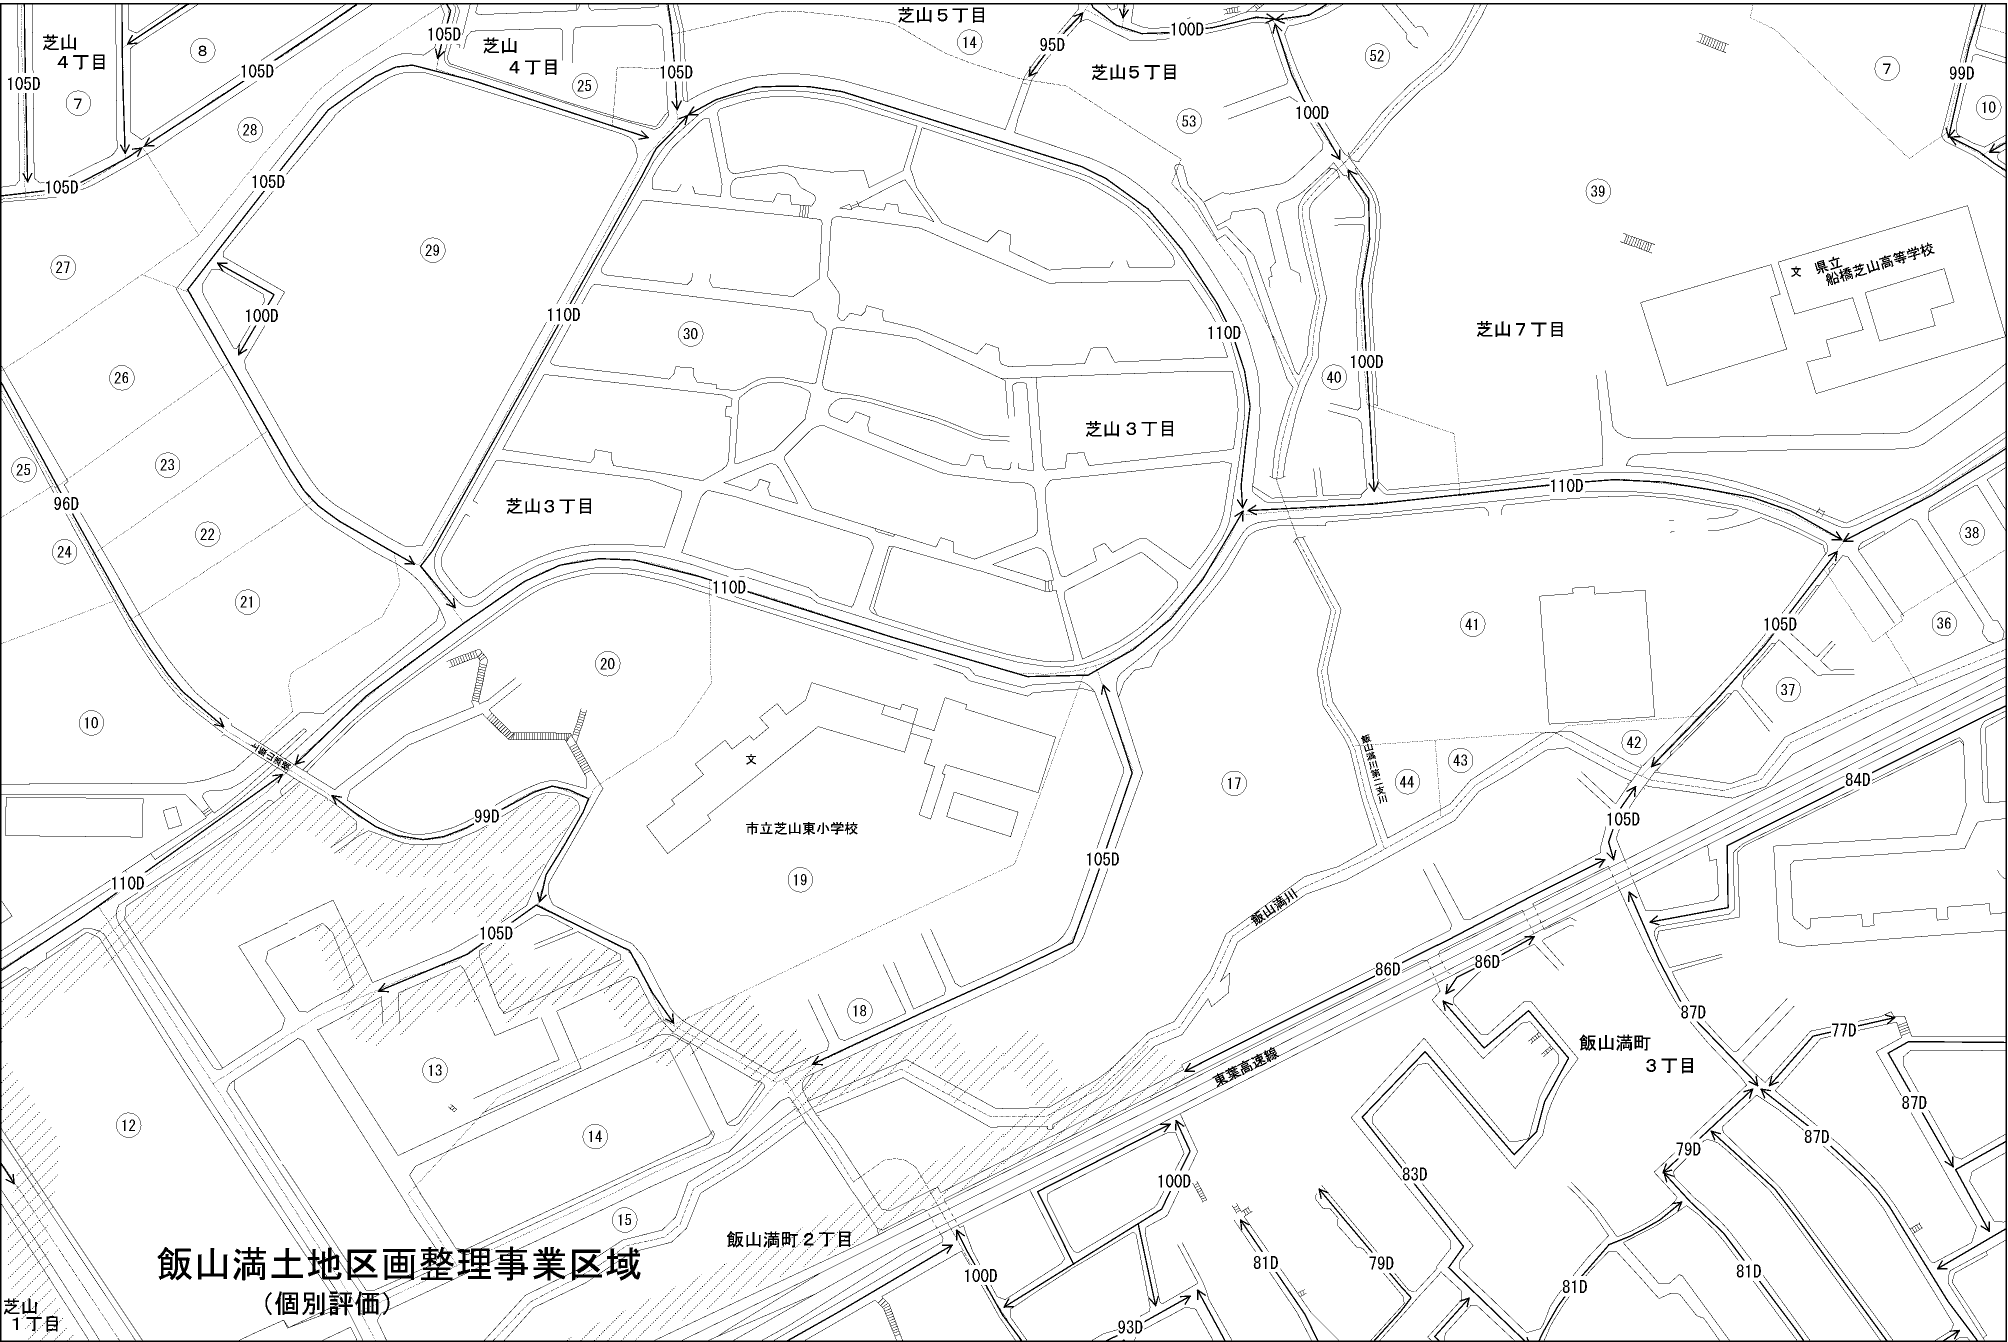 芝山５丁目
芝山
４丁目
105D
100D
芝山
４丁目
8
14
95D
芝山５丁目
52
7
105D
105D
105D
99D
7
25
10
28
53
100D
105D
105D
39
県立
船橋芝山高等学校
文
29
27
110D
100D
30
110D
芝山７丁目
26
40
100D
芝山３丁目
25
23
96D
芝山３丁目
110D
22
24
38
21
110D
41
105D
36
20
10
37
飯山満川第二支川
42
43
文
17
44
84D
99D
市立芝山東小学校
105D
110D
19
105D
飯山満川
105D
86D
86D
18
87D
77D
飯山満町
３丁目
東葉高速線
13
12
14
87D
87D
79D
83D
100D
15
飯山満町２丁目
飯山満土地区画整理事業区域
（個別評価）
100D
81D
79D
81D
81D
芝山
１丁目
93D